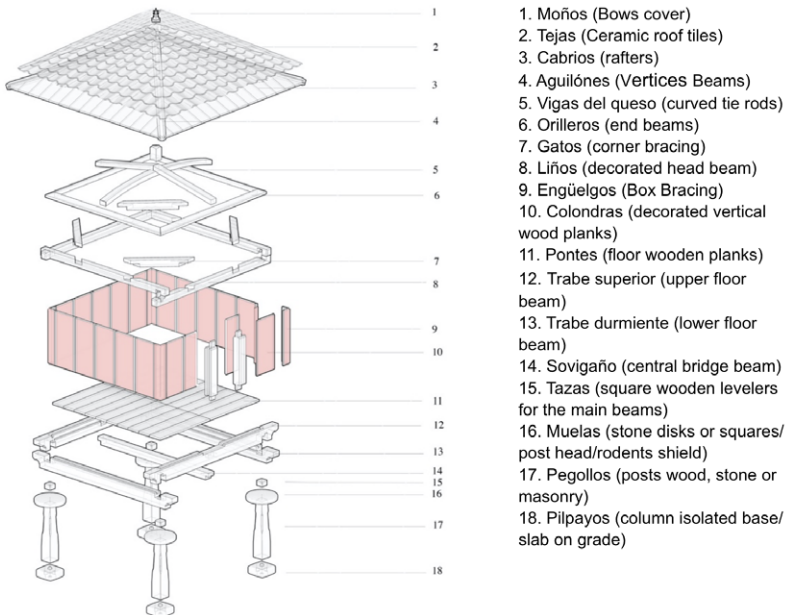 1
2
3
4
5
6
7
8
9
10
11
12
13
14
15
16
17
18
1. Moños (Bows cover)
2. Tejas (Ceramic roof tiles)
3. Cabrios (rafters)
4. Aguilónes (Vertices Beams)
5. Vigas del queso (curved tie rods)
6. Orilleros (end beams)
7. Gatos (corner bracing)
8. Liños (decorated head beam)
9. Engüelgos (Box Bracing)
10. Colondras (decorated vertical
wood planks)
11. Pontes (floor wooden planks)
12. Trabe superior (upper floor
beam)
13. Trabe durmiente (lower floor
beam)
14. Sovigaño (central bridge beam)
15. Tazas (square wooden levelers
for the main beams)
16. Muelas (stone disks or squares/
post head/rodents shield)
17. Pegollos (posts wood, stone or
masonry)
18. Pilpayos (column isolated base/
slab on grade)